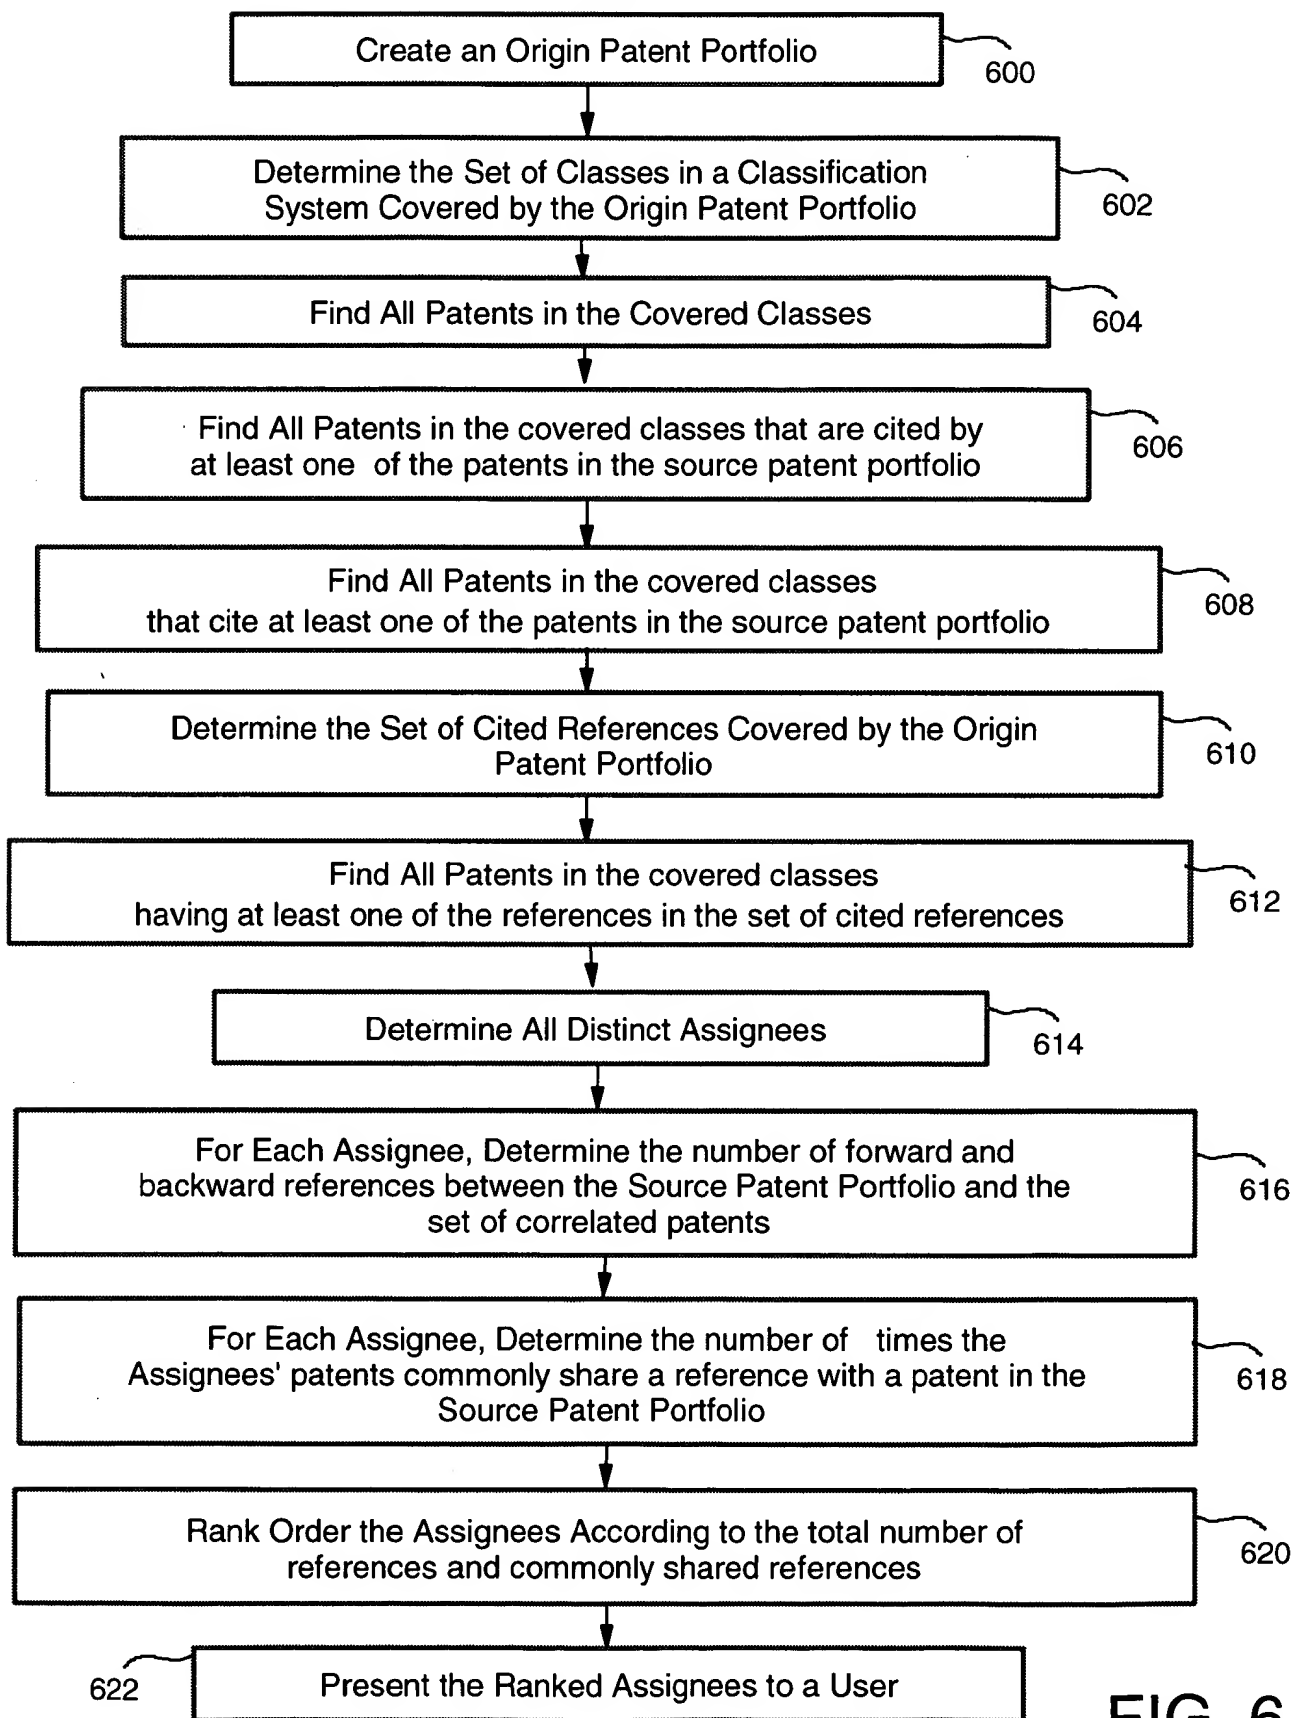 Create an Origin Patent Portfolio
600
Determine the Set of Classes in a Classification
System Covered by the Origin Patent Portfolio
602
Find All Patents in the Covered Classes
604
Find All Patents in the covered classes that are cited by
at least one of the patents in the source patent portfolio
606
Find All Patents in the covered classes
that cite at least one of the patents in the source patent portfolio
608
Determine the Set of Cited References Covered by the Origin
Patent Portfolio
610
Find All Patents in the covered classes
having at least one of the references in the set of cited references
612
Determine All Distinct Assignees
614
For Each Assignee, Determine the number of forward and
backward references between the Source Patent Portfolio and the
set of correlated patents
616
For Each Assignee, Determine the number of times the
Assignees' patents commonly share a reference with a patent in the
Source Patent Portfolio
618
Rank Order the Assignees According to the total number of
references and commonly shared references
620
Present the Ranked Assignees to a User
622
FIG. 6